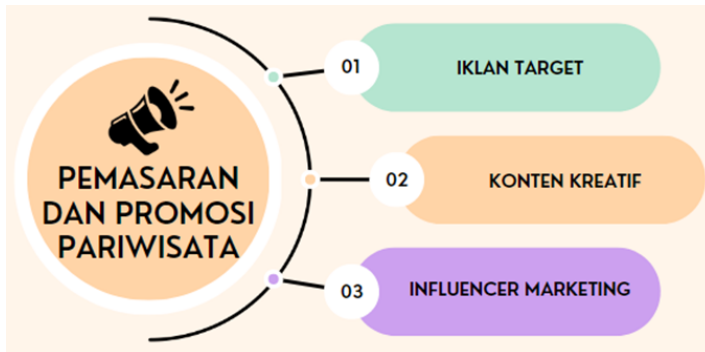 PEMASARAN
DAN PROMOSI
PARIWISATA
01
IKLAN TARGET
02
KONTEN KREATIF
03
INFLUENCER MARKETING